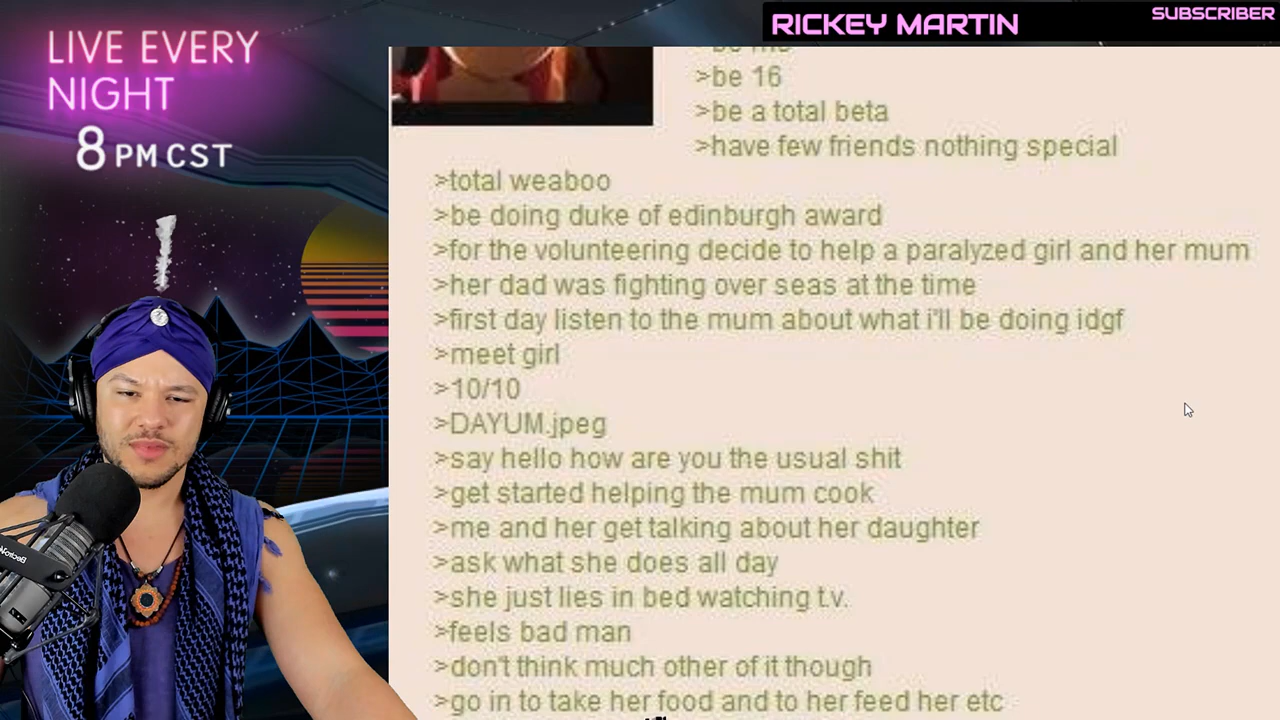 LIVE EVERY
NIGHT
8 PM CST
RICKEY MARTIN
SUBSCRIBER
>be me
>be 16
>be a total beta
>have few friends nothing special
>total weaboo
>be doing duke of edinburgh award
>for the volunteering decide to help a paralyzed girl and her mum
>her dad was fighting over seas at the time
>first day listen to the mum about what i'll be doing idgf
>meet girl
>10/10
>DAYUM.jpeg
>say hello how are you the usual shit
>get started helping the mum cook
>me and her get talking about her daughter
>ask what she does all day
>she just lies in bed watching t.v.
>feels bad man
>don't think much other of it though
>go in to take her food and to her feed her etc